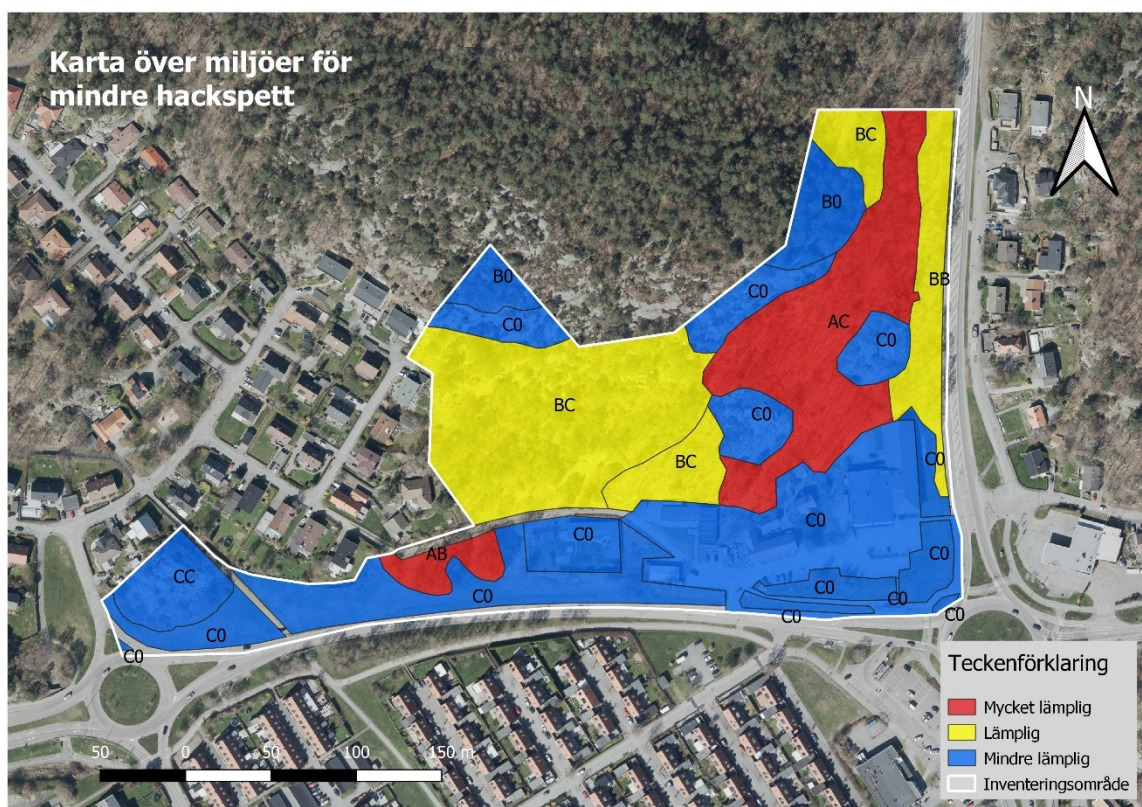 Karta över miljöer för
mindre hackspett
N
BC
B0
B0
BB
C0
C0
AC
C0
BC
C0
BC
C0
C0
C0
AB
C0
CC
C0
C0
C0
C0
C0
C0
C0
Teckenförklaring
Mycket lämplig
Lämplig
Mindre lämplig
Inventeringsområde
50 0 50 100 150 m